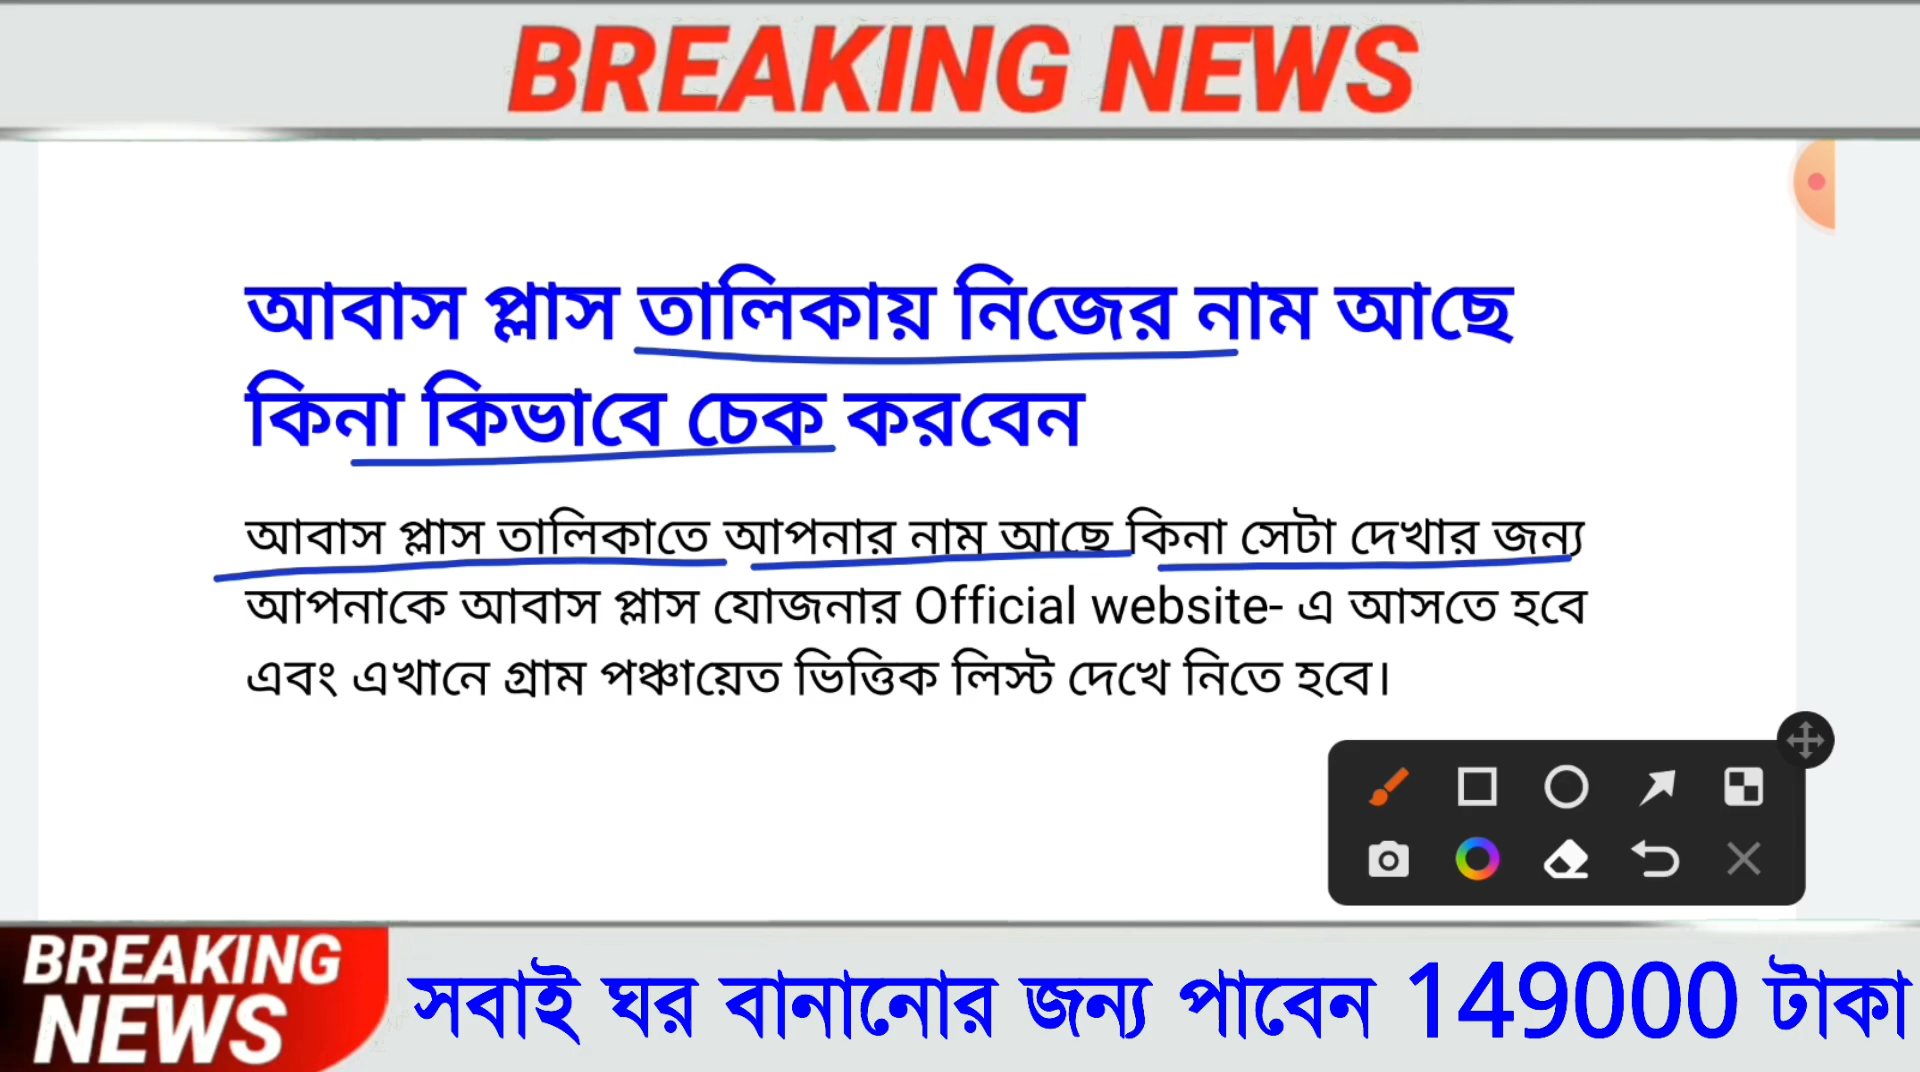 BREAKING NEWS
আবাস প্লাস তালিকায় নিজের নাম আছে
কিনা কিভাবে চেক করবেন
আবাস প্লাস তালিকাতে আপনার নাম আছে কিনা সেটা দেখার জন্য
আপনাকে আবাস প্লাস যোজনার Official website- এ আসতে হবে
এবং এখানে গ্রাম পঞ্চায়েত ভিত্তিক লিস্ট দেখে নিতে হবে।
BREAKING
NEWS
সবাই ঘর বানানোর জন্য পাবেন 149000 টাকা